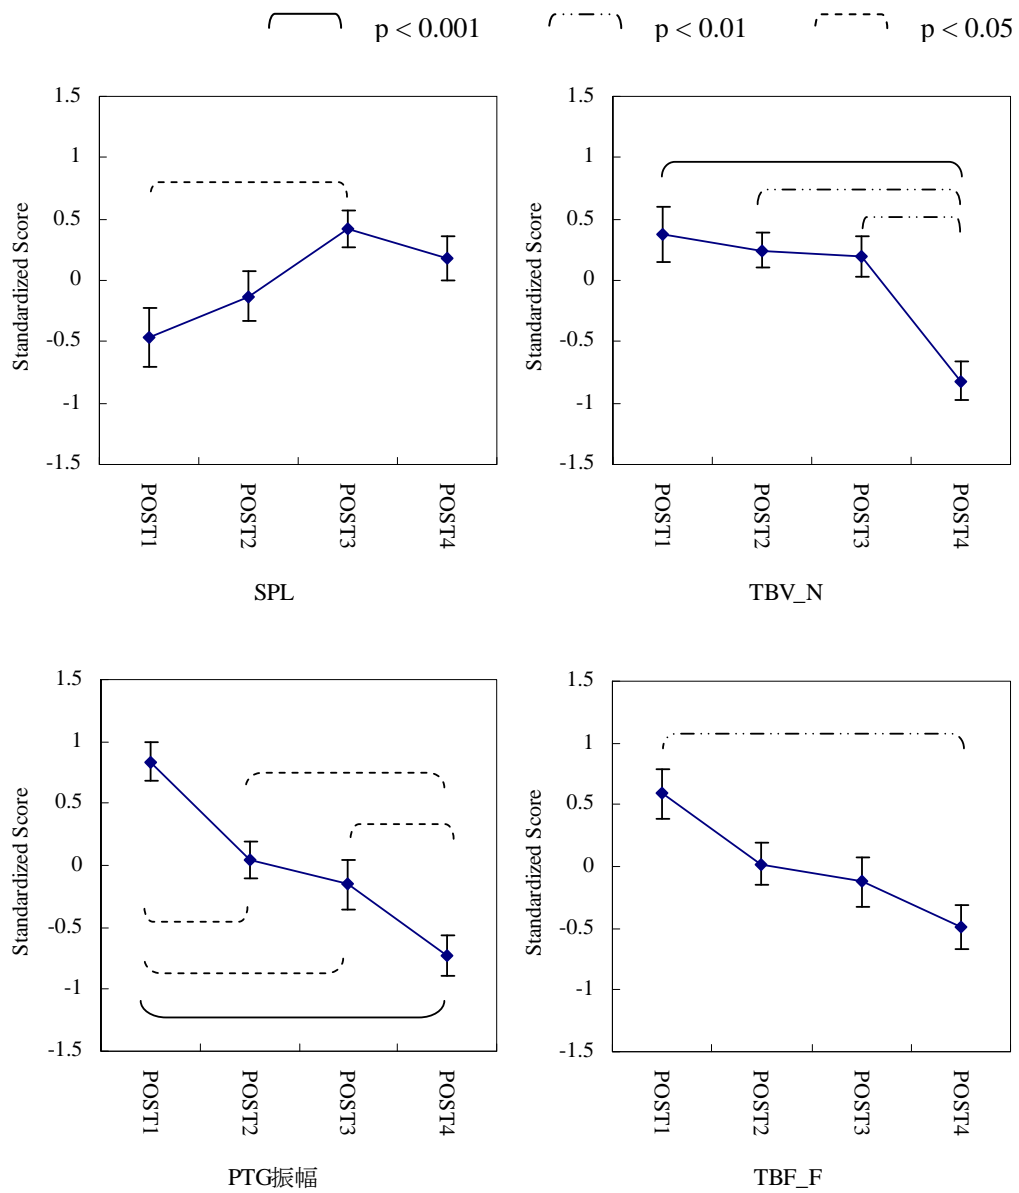 p < 0.001 p < 0.01 p < 0.05
1.5
1
0.5
0
-0.5
-1
-1.5
Standardized Score
POST1 POST2 POST3 POST4
SPL
1.5
1
0.5
0
-0.5
-1
-1.5
Standardized Score
POST1 POST2 POST3 POST4
TBV_N
1.5
1
0.5
0
-0.5
-1
-1.5
Standardized Score
POST1 POST2 POST3 POST4
PTG振幅
1.5
1
0.5
0
-0.5
-1
-1.5
Standardized Score
POST1 POST2 POST3 POST4
TBF_F